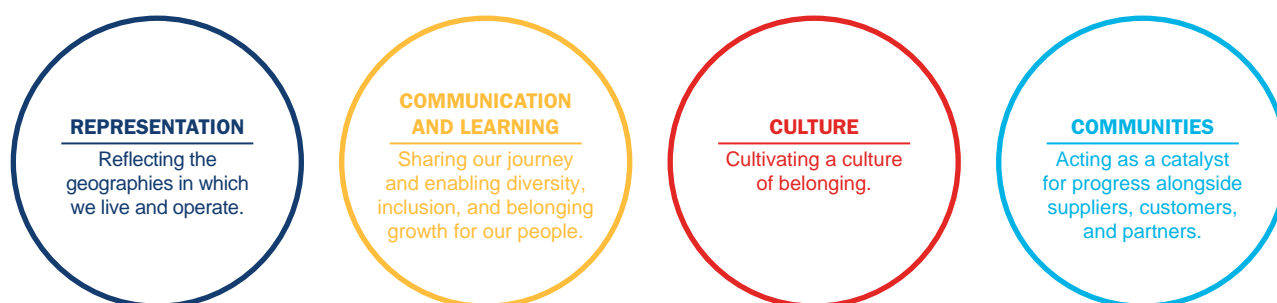 REPRESENTATION
Reflecting the
geographies in which
we live and operate.
COMMUNICATION
AND LEARNING
Sharing our journey
and enabling diversity,
inclusion, and belonging
growth for our people.
CULTURE
Cultivating a culture
of belonging.
COMMUNITIES
Acting as a catalyst
for progress alongside
suppliers, customers,
and partners.